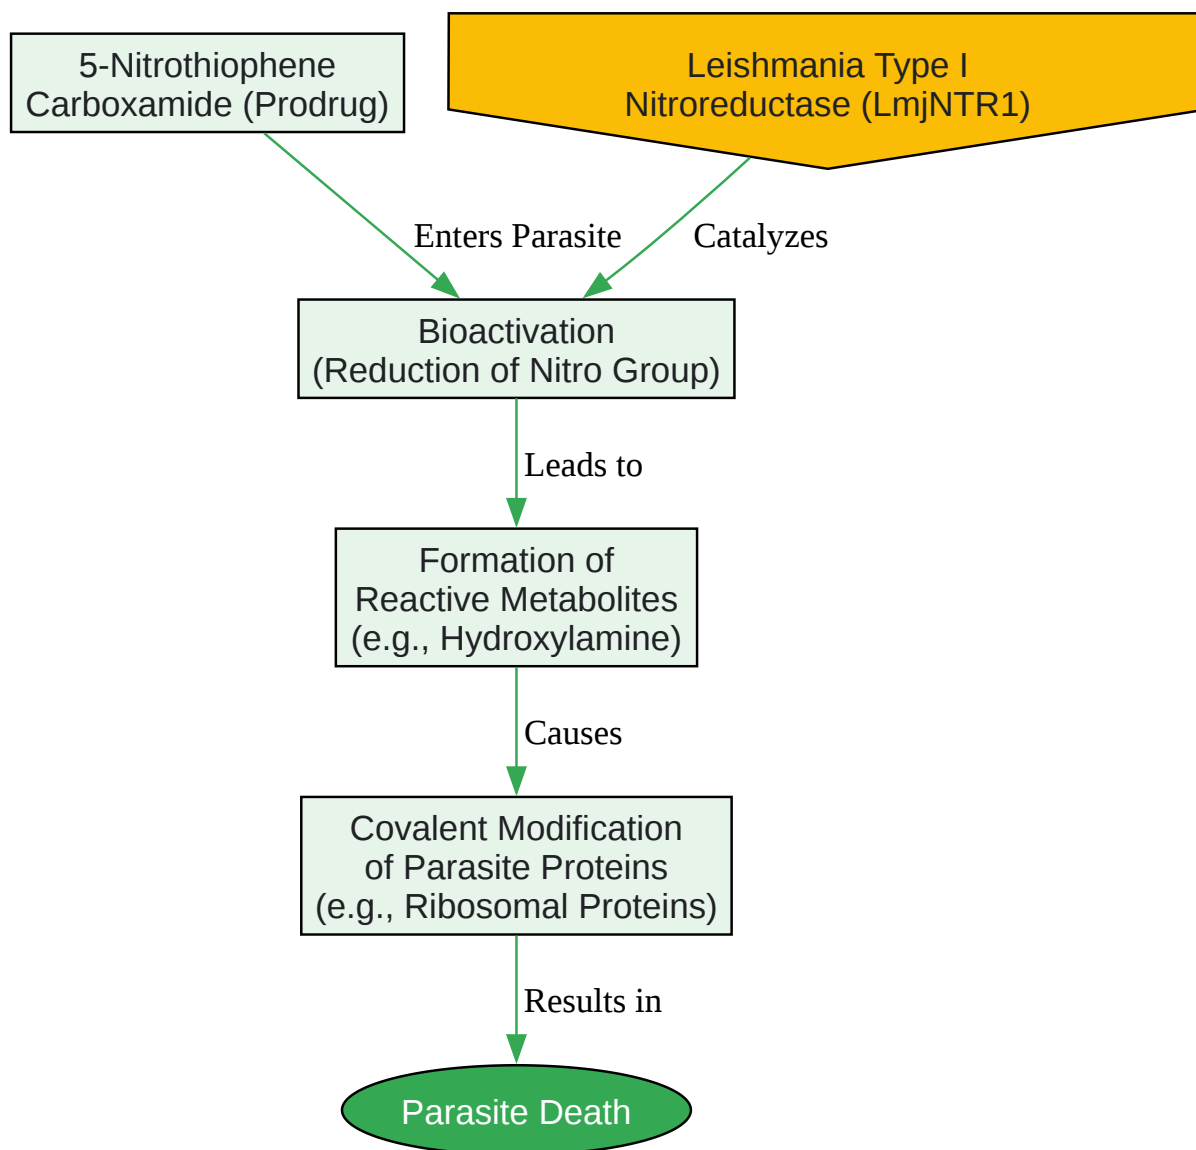 5-Nitrothiophene
Carboxamide (Prodrug)
Leishmania Type I
Nitroreductase (LmjNTR1)
Enters Parasite
Catalyzes
Bioactivation
(Reduction of Nitro Group)
Leads to
Formation of
Reactive Metabolites
(e.g., Hydroxylamine)
Causes
Covalent Modification
of Parasite Proteins
(e.g., Ribosomal Proteins)
Results in
Parasite Death